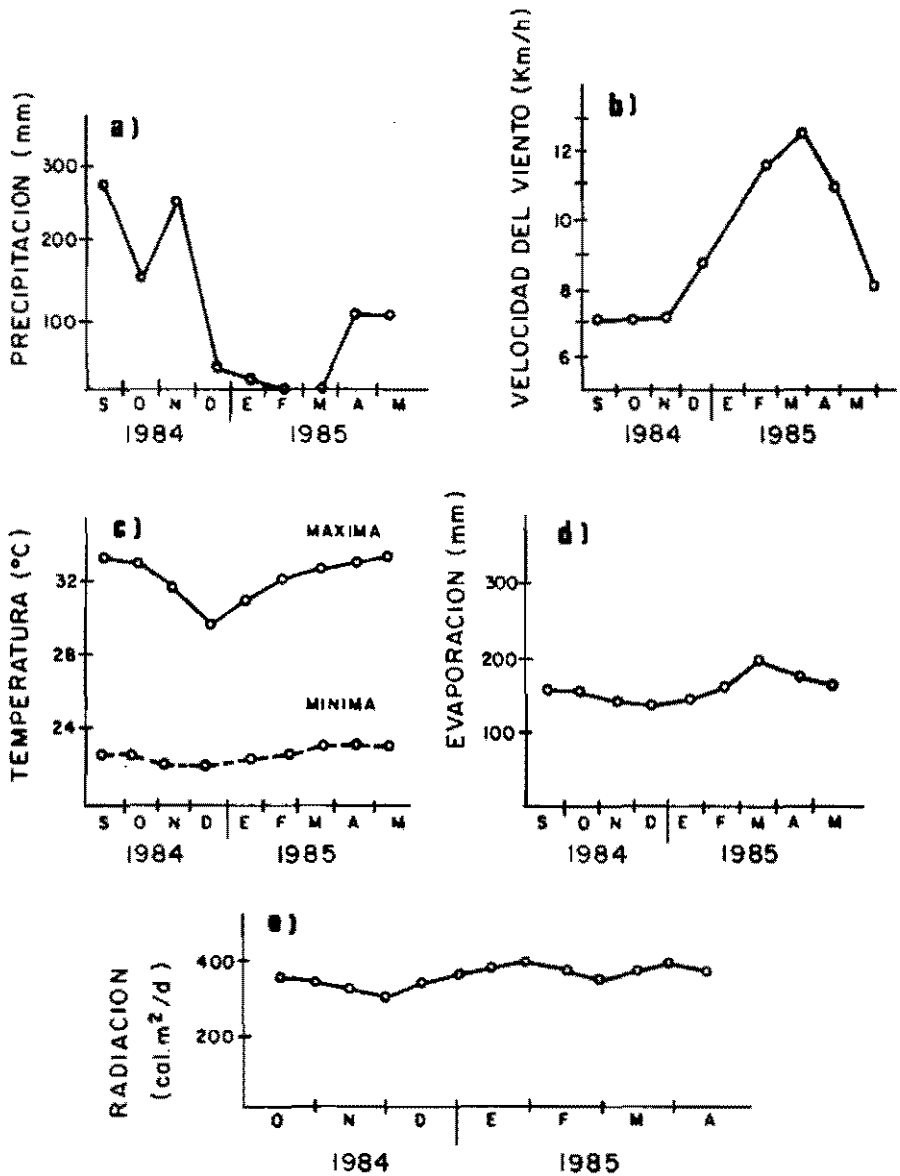 a)
PRECIPITACION (mm)
300
200
100
S O N D E F M A M
1984 1985
b)
VELOCIDAD DEL VIENTO (Km/h)
12
10
8
6
S O N D E F M A M
1984 1985
c)
TEMPERATURA (°C)
MAXIMA
32
28
MINIMA
24
S O N D E F M A M
1984 1985
d)
EVAPORACION (mm)
300
200
100
S O N D E F M A M
1984 1985
e)
RADIACION
(cal.m²/d)
400
200
O N D E F M A
1984 1985